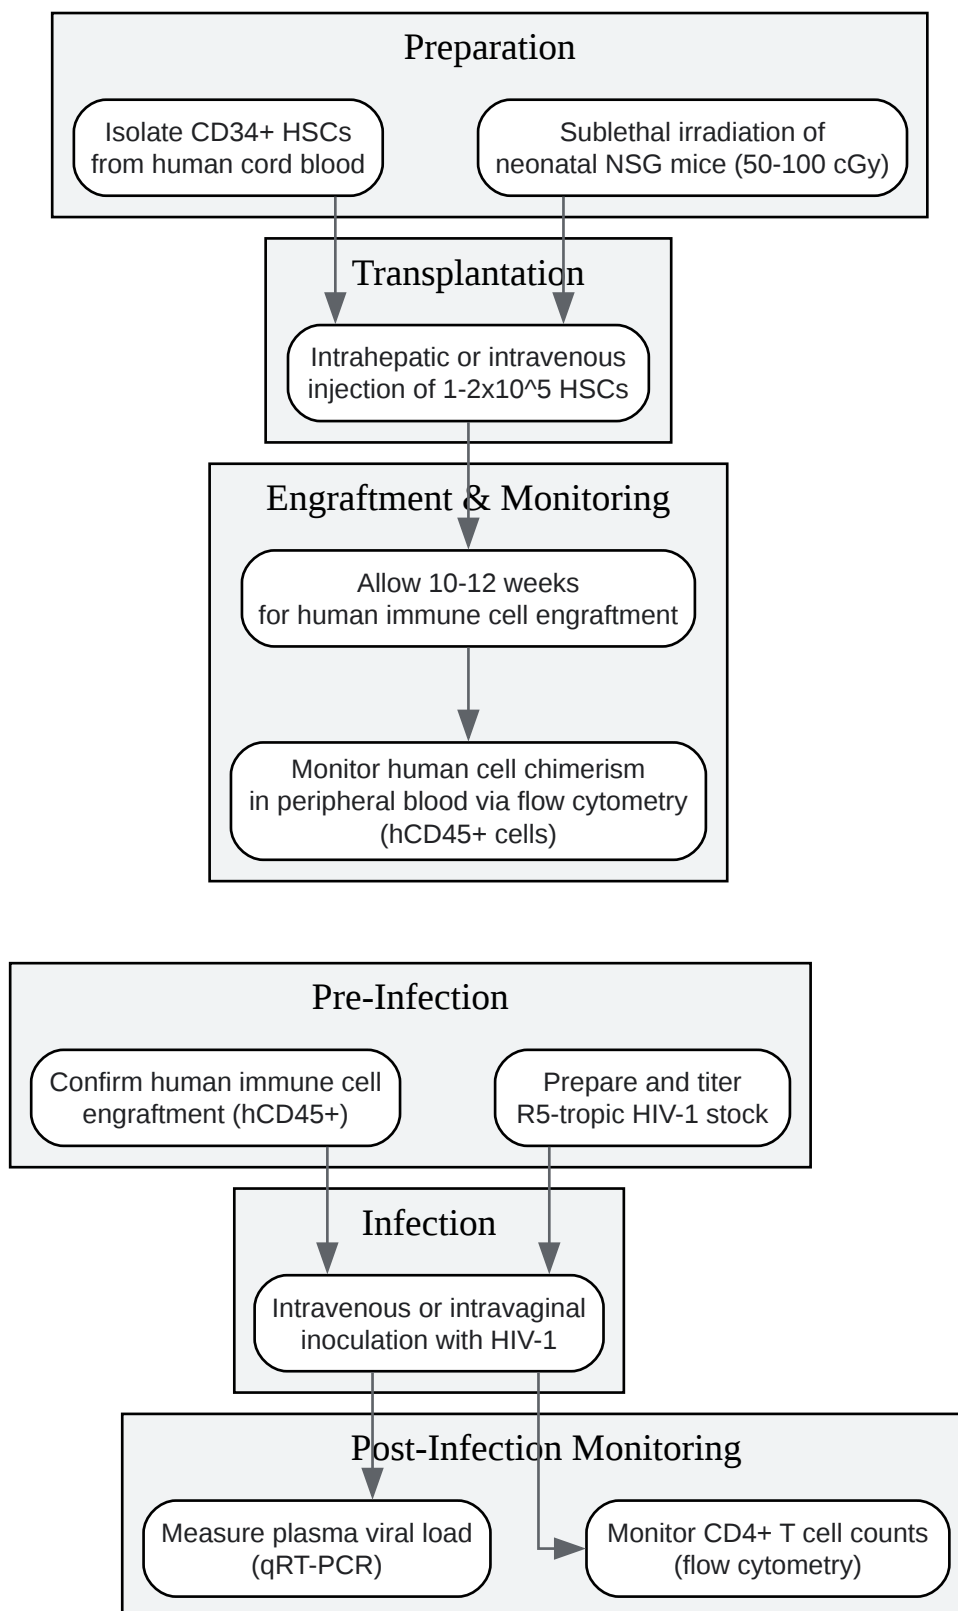 Preparation
Isolate CD34+ HSCs
from human cord blood
Sublethal irradiation of
neonatal NSG mice (50-100 cGy)
Transplantation
Intrahepatic or intravenous
injection of 1-2x10^5 HSCs
Engraftment & Monitoring
Allow 10-12 weeks
for human immune cell engraftment
Monitor human cell chimerism
in peripheral blood via flow cytometry
(hCD45+ cells)
Pre-Infection
Confirm human immune cell
engraftment (hCD45+)
Prepare and titer
R5-tropic HIV-1 stock
Infection
Intravenous or intravaginal
inoculation with HIV-1
Post-Infection Monitoring
Measure plasma viral load
(qRT-PCR)
Monitor CD4+ T cell counts
(flow cytometry)